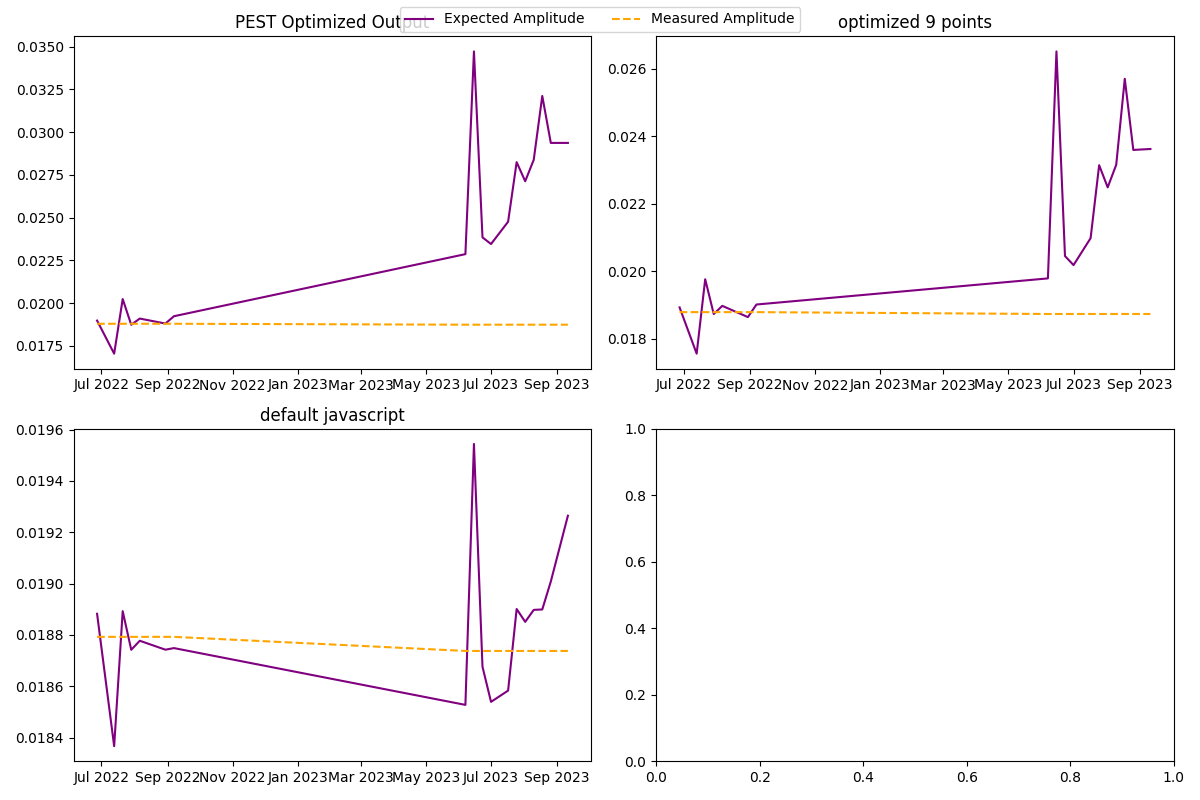 PEST Optimized Output
Expected Amplitude
Measured Amplitude
optimized 9 points
0.0350
0.0325
0.0300
0.0275
0.0250
0.0225
0.0200
0.0175
Jul 2022 Sep 2022 Nov 2022 Jan 2023 Mar 2023 May 2023 Jul 2023 Sep 2023
0.026
0.024
0.022
0.020
0.018
Jul 2022 Sep 2022 Nov 2022 Jan 2023 Mar 2023 May 2023 Jul 2023 Sep 2023
default javascript
0.0196
0.0194
0.0192
0.0190
0.0188
0.0186
0.0184
Jul 2022 Sep 2022 Nov 2022 Jan 2023 Mar 2023 May 2023 Jul 2023 Sep 2023
1.0
0.8
0.6
0.4
0.2
0.0
0.0 0.2 0.4 0.6 0.8 1.0